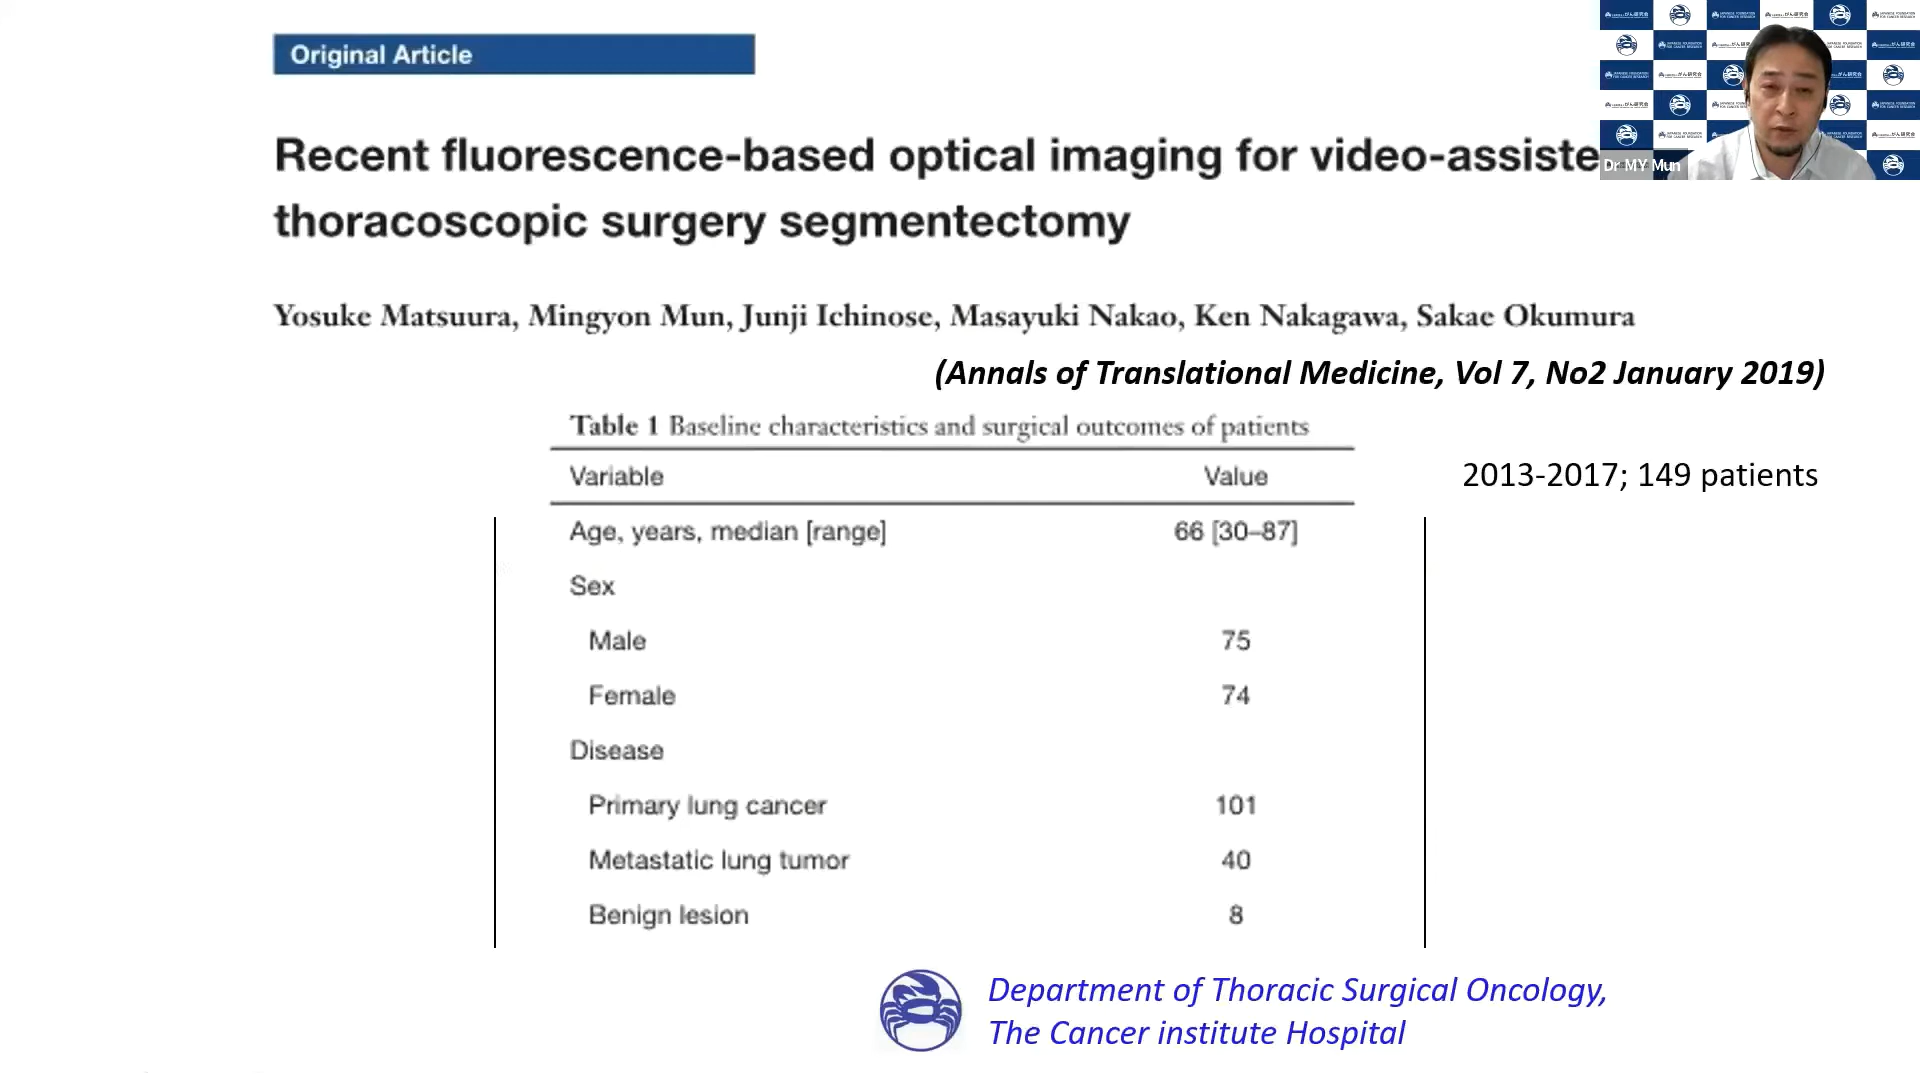 Original Article
Recent fluorescence-based optical imaging for video-assiste
thoracoscopic surgery segmentectomy
Dr MY Mun
Yosuke Matsuura, Mingyon Mun, Junji Ichinose, Masayuki Nakao, Ken Nakagawa, Sakae Okumura
(Annals of Translational Medicine, Vol 7, No2 January 2019)
Table 1 Baseline characteristics and surgical outcomes of patients
Variable Value
2013-2017; 149 patients
Age, years, median [range] 66 [30–87]
Sex
Male 75
Female 74
Disease
Primary lung cancer 101
Metastatic lung tumor 40
Benign lesion 8
Department of Thoracic Surgical Oncology,
The Cancer institute Hospital